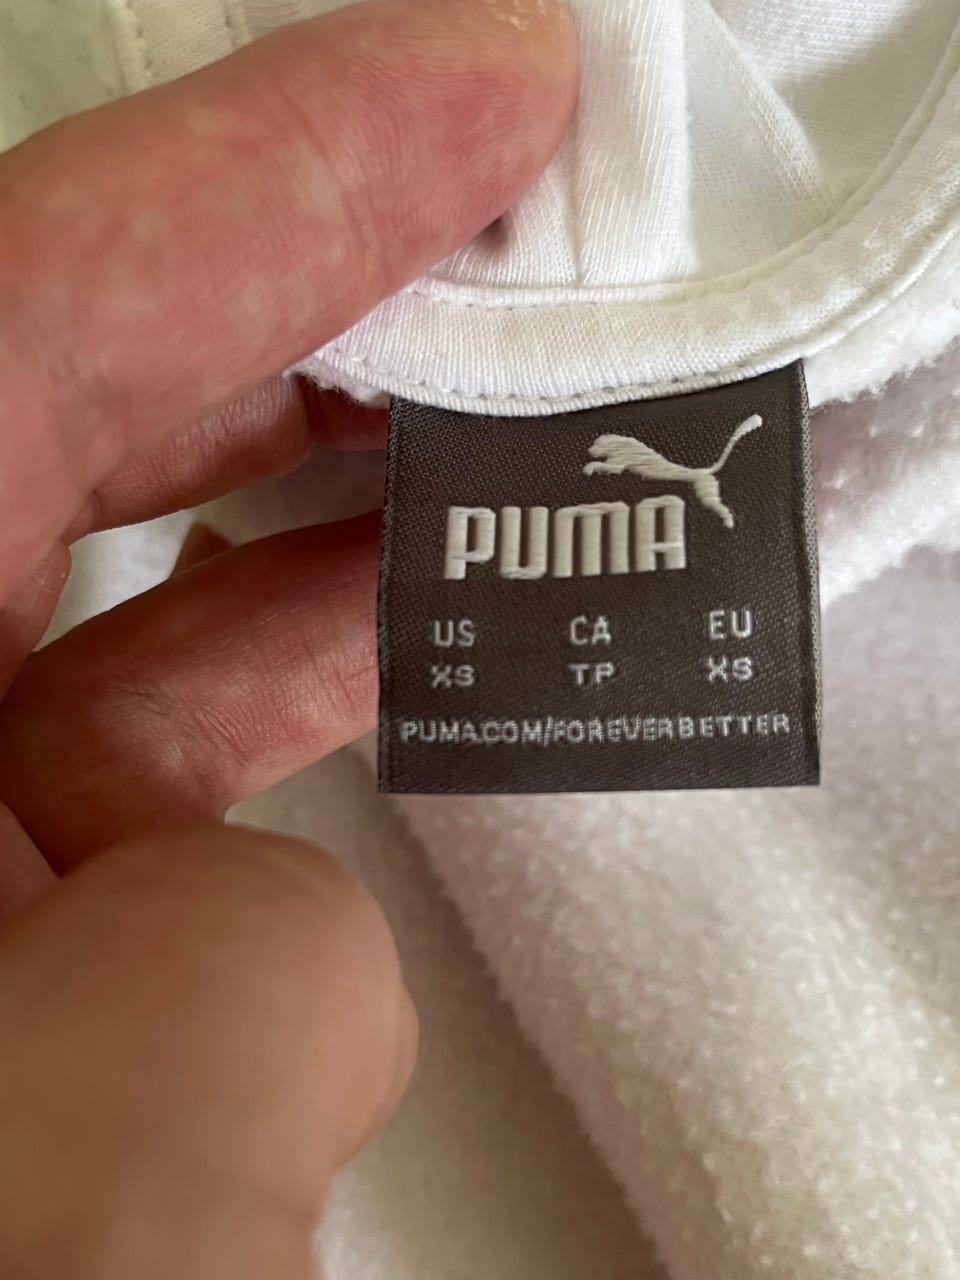 PUMA
US CA EU
XS TP XS
PUMA.COM/FOREVERBETTER